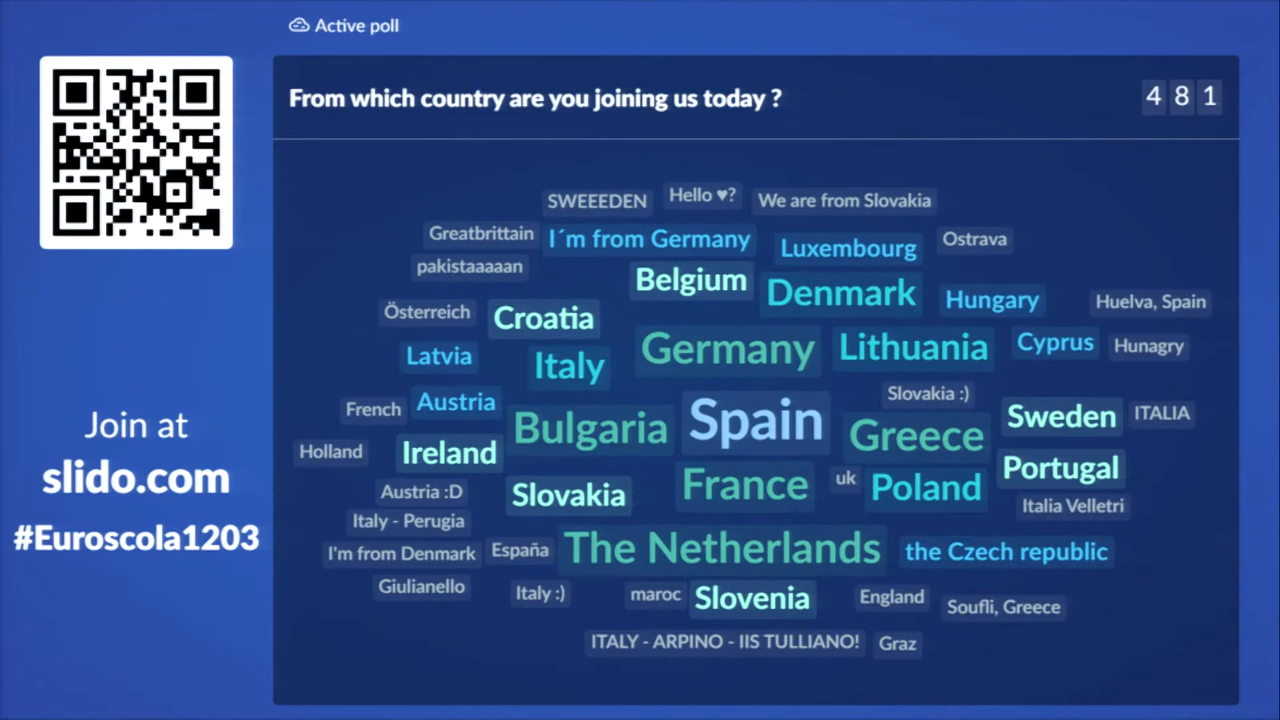 Active poll
From which country are you joining us today ?
4 8 1
Join at
slido.com
#Euroscola1203
SWEEEDEN
Hello ♥?
We are from Slovakia
Greatbrittain
I´m from Germany
Luxembourg
Ostrava
pakistaaaaan
Belgium
Denmark
Hungary
Huelva, Spain
Österreich
Croatia
Germany
Lithuania
Cyprus
Hunagry
Latvia
Italy
Slovakia :)
French
Austria
Bulgaria
Spain
Greece
Sweden
ITALIA
Holland
Ireland
Portugal
Austria :D
Slovakia
France
uk
Poland
Italia Velletri
Italy - Perugia
I'm from Denmark
España
The Netherlands
the Czech republic
Giulianello
Italy :)
maroc
Slovenia
England
Soufli, Greece
ITALY - ARPINO - IIS TULLIANO!
Graz